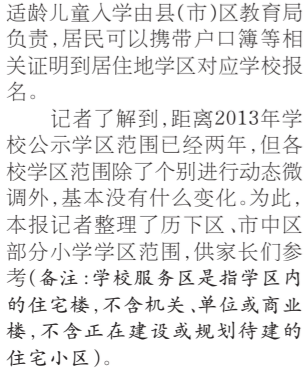 适龄儿童入学由县(市)区教育局
负责,居民可以携带户口簿等相
关证明到居住地学区对应学校报
名。
记者了解到,距离2013年学
校公示学区范围已经两年,但各
校学区范围除了个别进行动态微
调外,基本没有什么变化。为此,
本报记者整理了历下区、市中区
部分小学学区范围,供家长们参
考(备注:学校服务区是指学区内
的住宅楼,不含机关、单位或商业
楼,不含正在建设或规划待建的
住宅小区)。